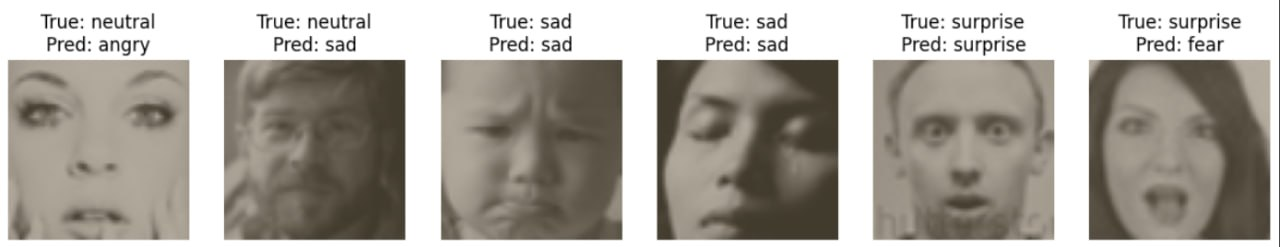 True: neutral
Pred: angry
True: neutral
Pred: sad
True: sad
Pred: sad
True: sad
Pred: sad
True: surprise
Pred: surprise
True: surprise
Pred: fear